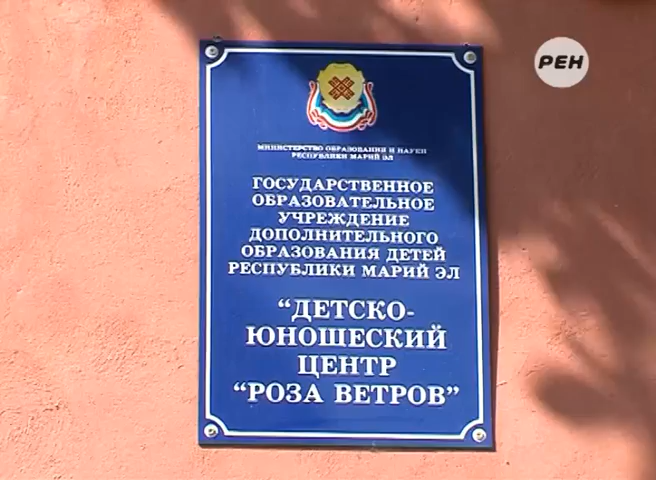 РЕН
МИНИСТЕРСТВО ОБРАЗОВАНИЯ И НАУКИ
РЕСПУБЛИКИ МАРИЙ ЭЛ
ГОСУДАРСТВЕННОЕ
ОБРАЗОВАТЕЛЬНОЕ
УЧРЕЖДЕНИЕ
ДОПОЛНИТЕЛЬНОГО
ОБРАЗОВАНИЯ ДЕТЕЙ
РЕСПУБЛИКИ МАРИЙ ЭЛ
"ДЕТСКО-
ЮНОШЕСКИЙ
ЦЕНТР
"РОЗА ВЕТРОВ"